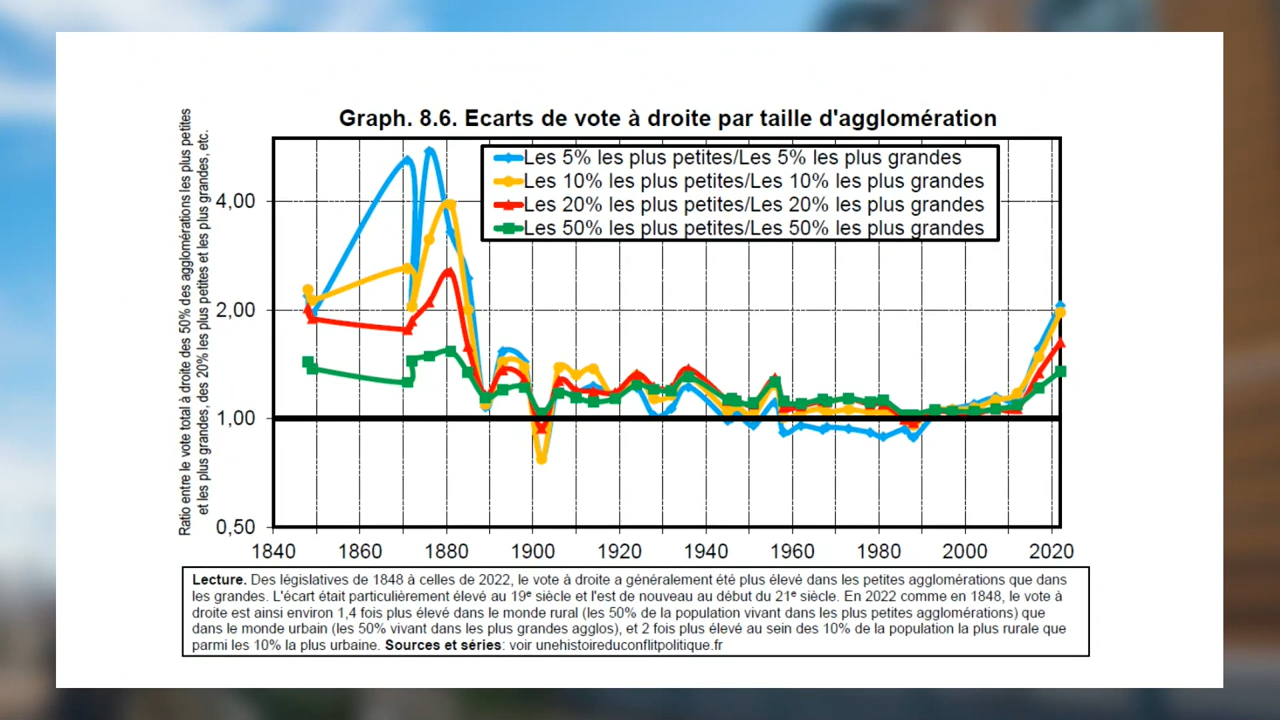 Graph. 8.6. Ecarts de vote à droite par taille d'agglomération
Ratio entre le vote total à droite des 50% des agglomérations les plus petites
et les plus grandes, des 20% les plus petites et les plus grandes, etc.
Les 5% les plus petites/Les 5% les plus grandes
Les 10% les plus petites/Les 10% les plus grandes
Les 20% les plus petites/Les 20% les plus grandes
Les 50% les plus petites/Les 50% les plus grandes
4,00
2,00
1,00
0,50
1840 1860 1880 1900 1920 1940 1960 1980 2000 2020
Lecture. Des législatives de 1848 à celles de 2022, le vote à droite a généralement été plus élevé dans les petites agglomérations que dans
les grandes. L'écart était particulièrement élevé au 19e siècle et l'est de nouveau au début du 21e siècle. En 2022 comme en 1848, le vote à
droite est ainsi environ 1,4 fois plus élevé dans le monde rural (les 50% de la population vivant dans les plus petites agglomérations) que
dans le monde urbain (les 50% vivant dans les plus grandes agglos), et 2 fois plus élevé au sein des 10% de la population la plus rurale que
parmi les 10% la plus urbaine. Sources et séries: voir unehistoireduconflitpolitique.fr